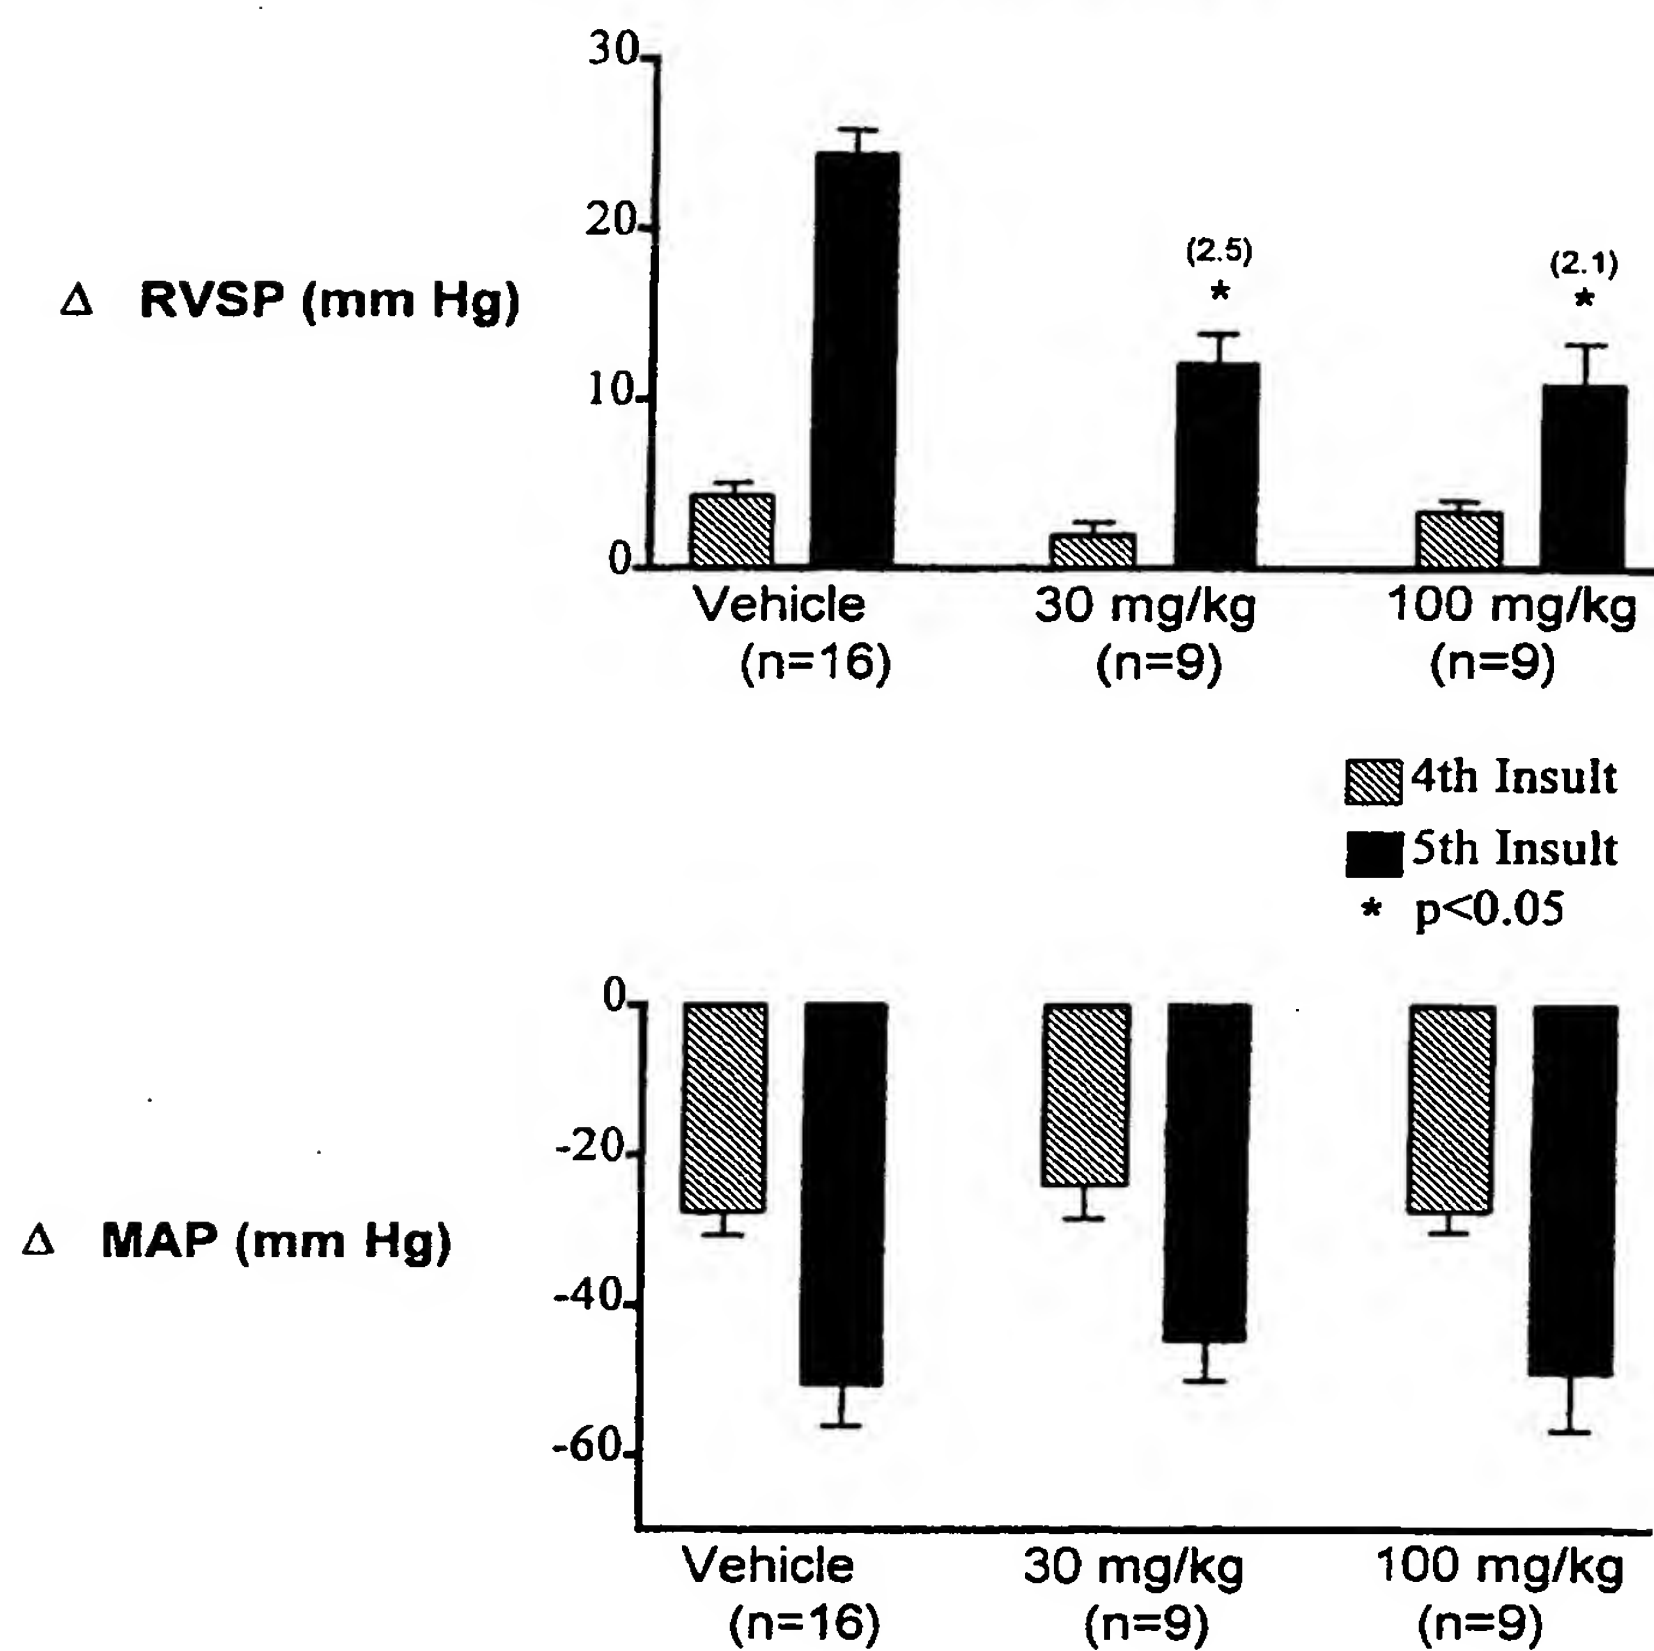 30
20
10
0
Δ RVSP (mm Hg)
(2.5)
*
(2.1)
*
Vehicle 30 mg/kg 100 mg/kg
(n=16) (n=9) (n=9)
4th Insult
5th Insult
* p<0.05
0
-20
-40
-60
Δ MAP (mm Hg)
Vehicle 30 mg/kg 100 mg/kg
(n=16) (n=9) (n=9)